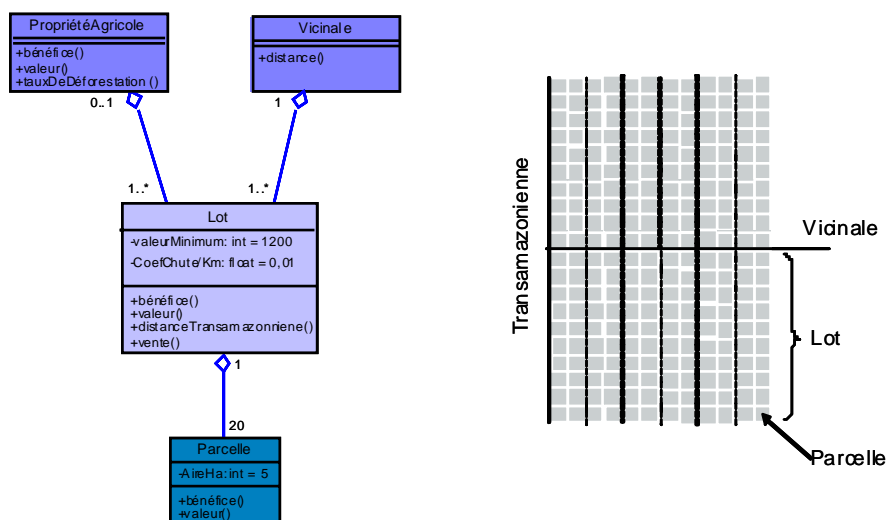 PropriétéAgricole
+bénéfice()
+valeur()
+tauxDeDéforestation ()
0..1
1..*
Vicinale
+distance()
1
1..*
Lot
-valeurMinimum: int = 1200
-CoefChute/Km: float = 0,01
+bénéfice()
+valeur()
+distanceTransamazonniene()
+vente()
1
20
Parcelle
-AireHa: int = 5
+bénéfice()
+valeur()
Transamazonienne
Vicinale
Lot
Parcelle